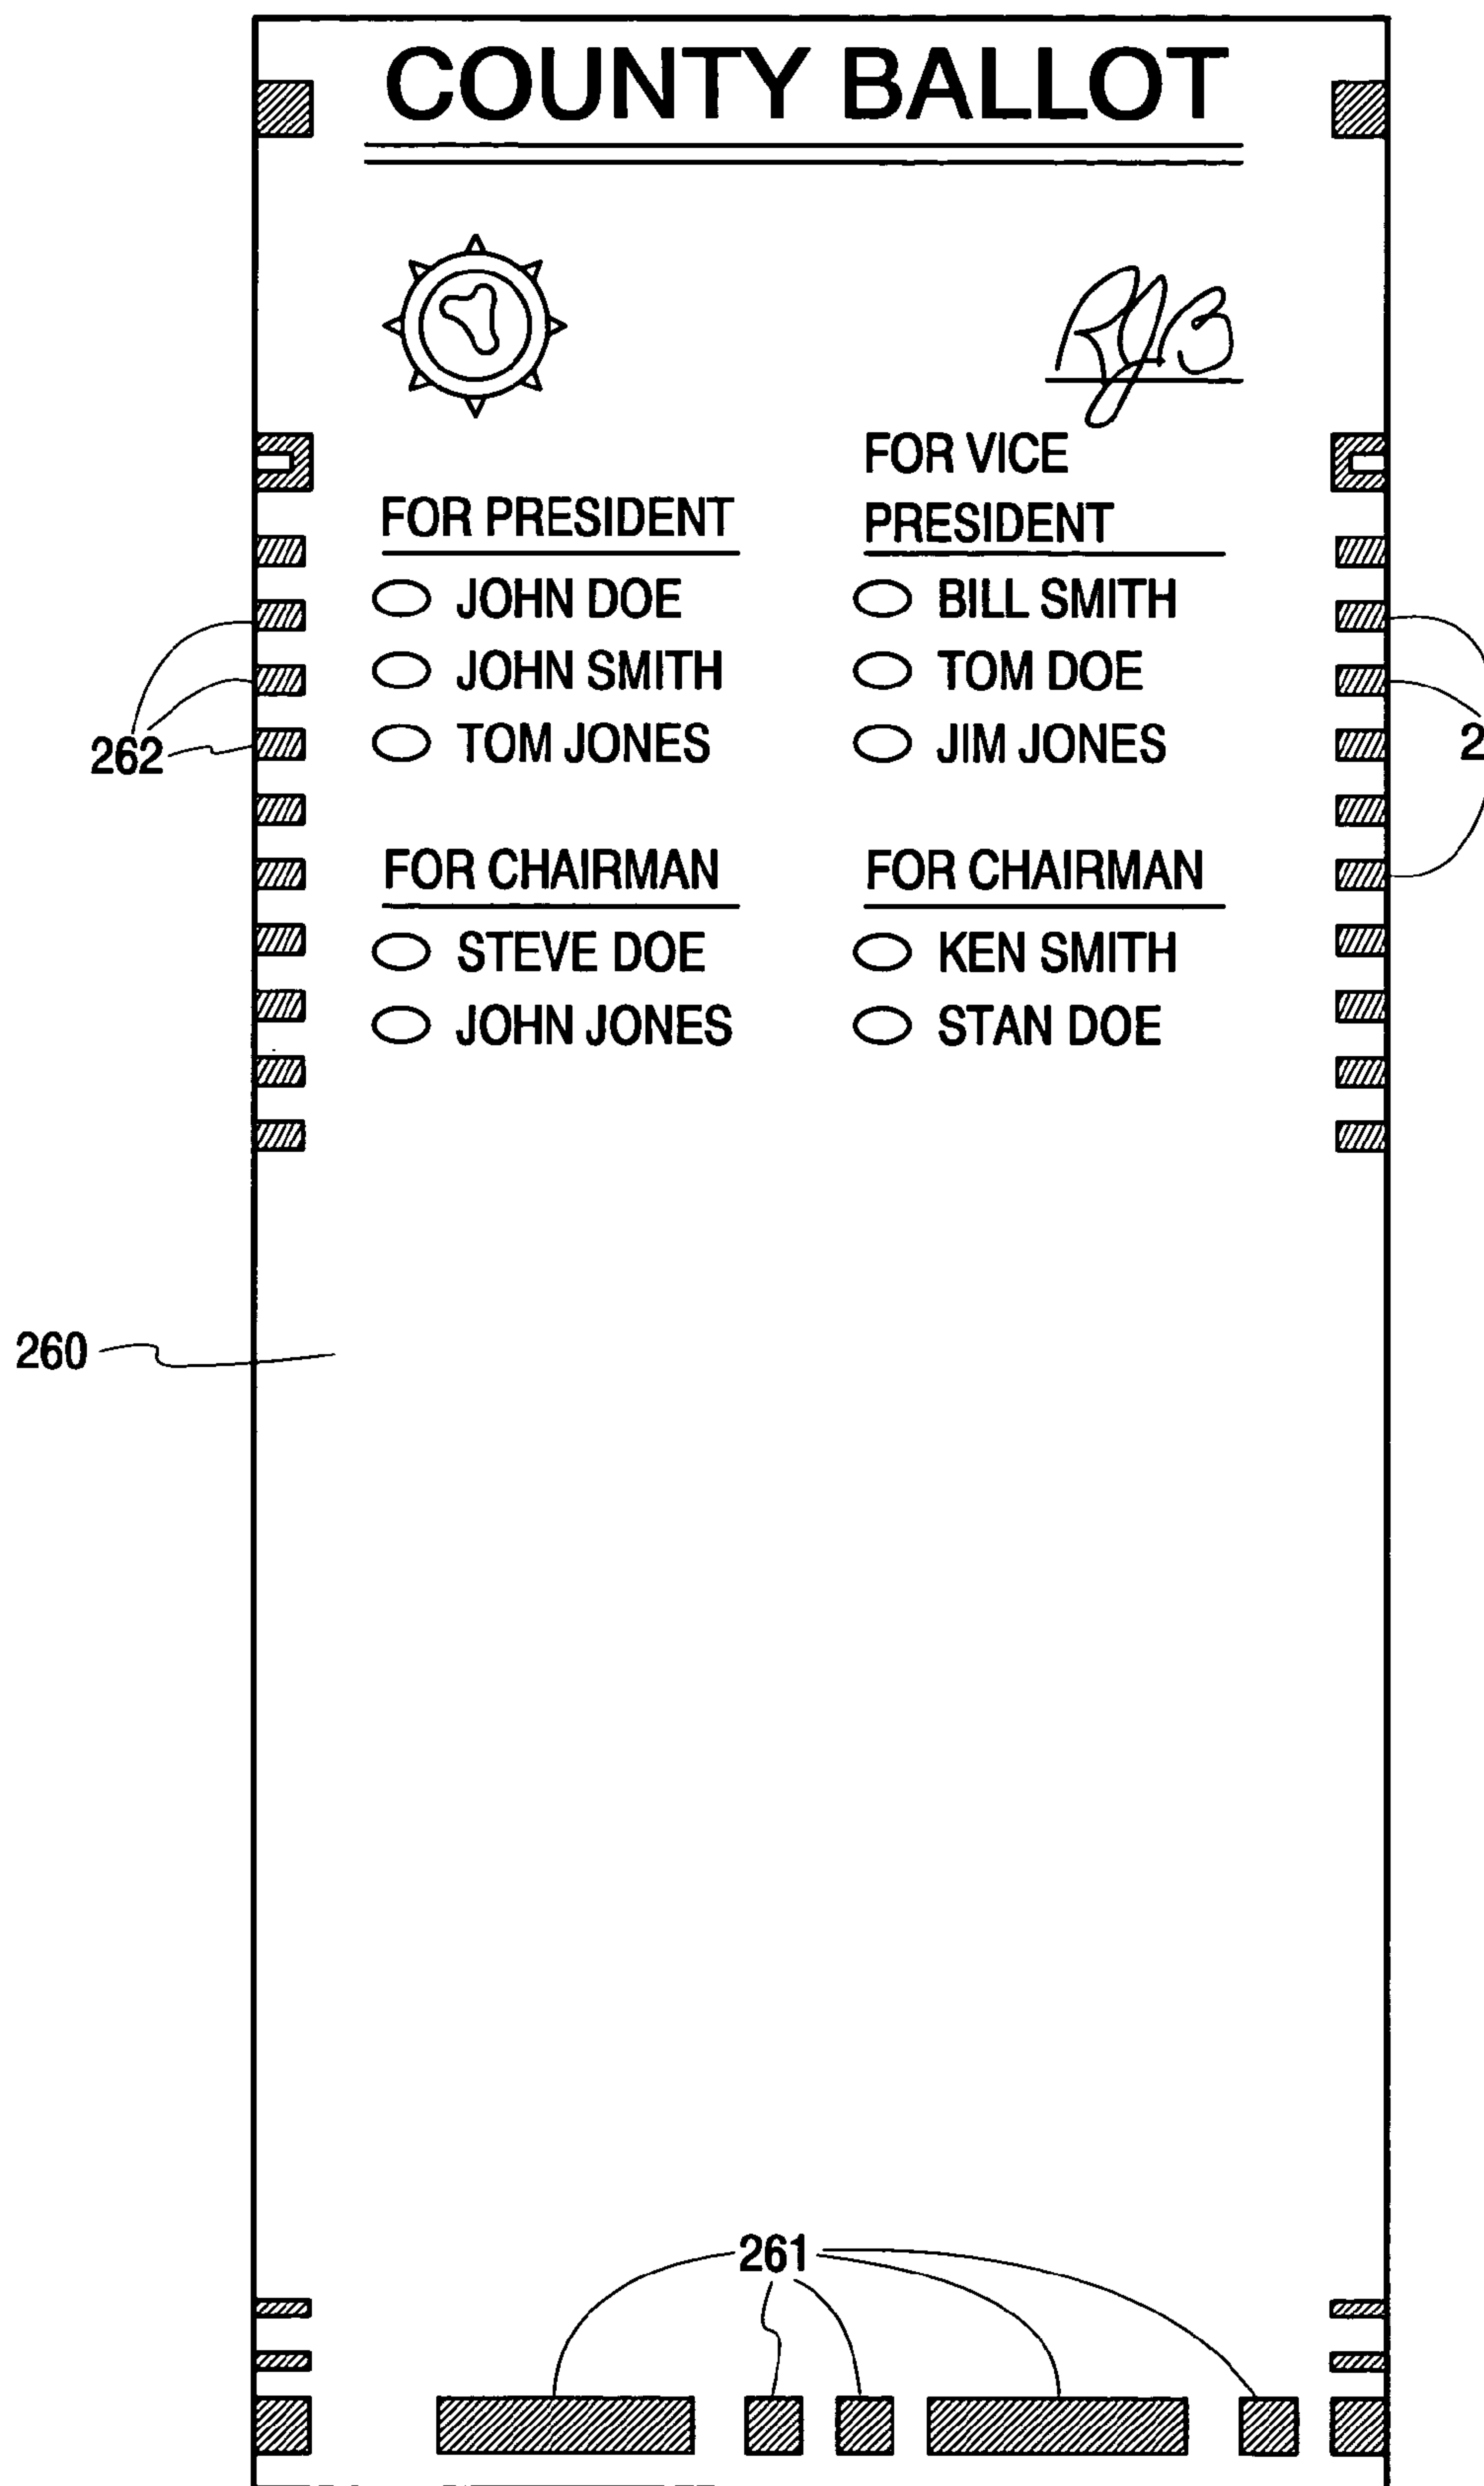 COUNTY BALLOT
RJB
FOR PRESIDENT
JOHN DOE
JOHN SMITH
TOM JONES
FOR VICE
PRESIDENT
BILL SMITH
TOM DOE
JIM JONES
262
FOR CHAIRMAN
STEVE DOE
JOHN JONES
FOR CHAIRMAN
KEN SMITH
STAN DOE
260
261